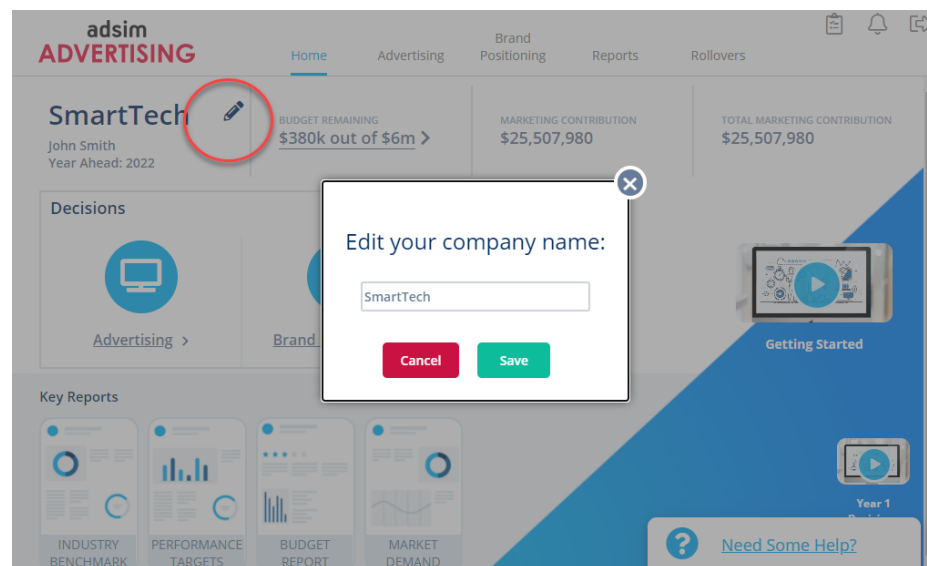 adsim
ADVERTISING
Home
Advertising
Brand
Positioning
Reports
Rollovers
SmartTech
John Smith
Year Ahead: 2022
BUDGET REMAINING
$380k out of $6m >
MARKETING CONTRIBUTION
$25,507,980
TOTAL MARKETING CONTRIBUTION
$25,507,980
Decisions
Advertising >
Brand
Edit your company name:
SmartTech
Cancel
Save
Getting Started
Key Reports
INDUSTRY
BENCHMARK
PERFORMANCE
TARGETS
BUDGET
REPORT
MARKET
DEMAND
Year 1
Need Some Help?